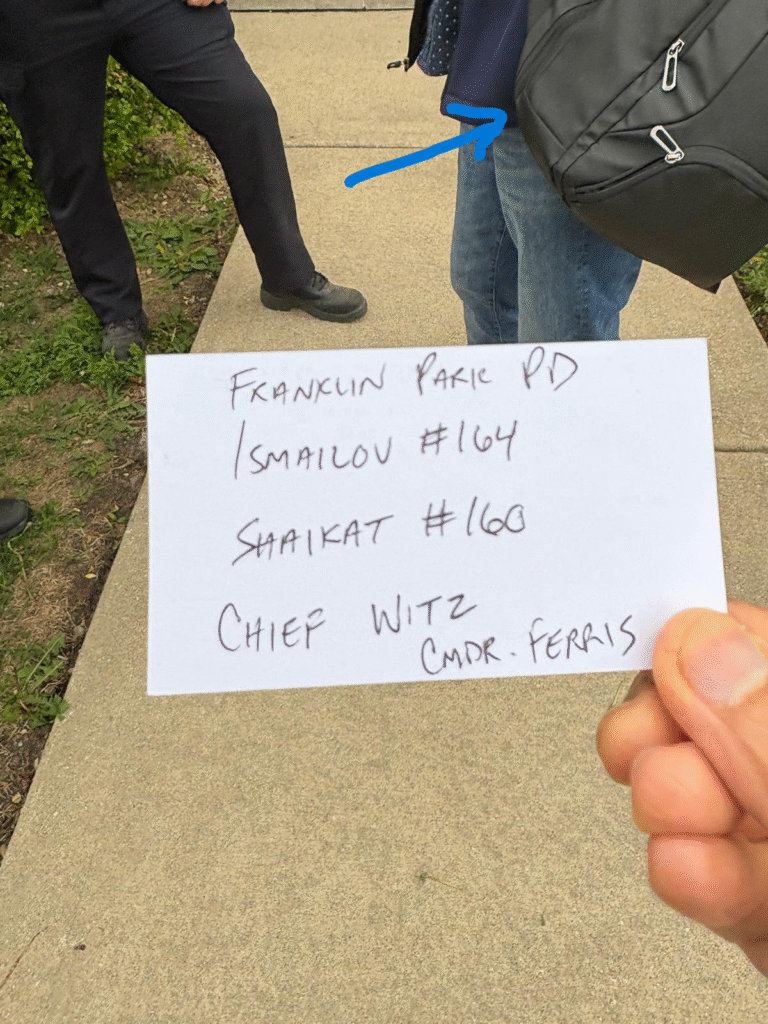 FRANKLIN PARK PD
ISMAILOV #164
SHAIKAT #160
CHIEF WITZ
CMDR. FERRIS